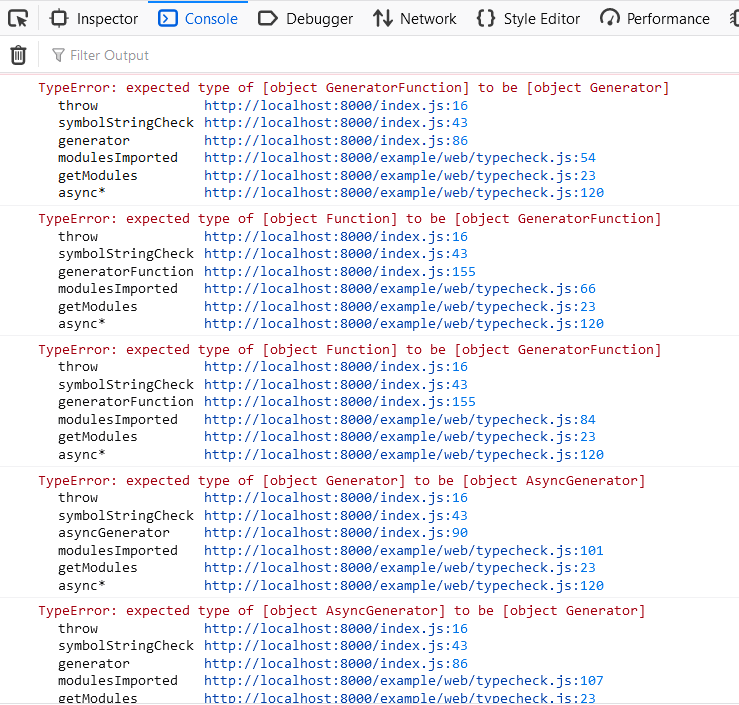 Inspector Console Debugger Network Style Editor Performance
Filter Output
TypeError: expected type of [object GeneratorFunction] to be [object Generator]
throw http://localhost:8000/index.js:16
symbolStringCheck http://localhost:8000/index.js:43
generator http://localhost:8000/index.js:86
modulesImported http://localhost:8000/example/web/typecheck.js:54
getModules http://localhost:8000/example/web/typecheck.js:23
async* http://localhost:8000/example/web/typecheck.js:120
TypeError: expected type of [object Function] to be [object GeneratorFunction]
throw http://localhost:8000/index.js:16
symbolStringCheck http://localhost:8000/index.js:43
generatorFunction http://localhost:8000/index.js:155
modulesImported http://localhost:8000/example/web/typecheck.js:66
getModules http://localhost:8000/example/web/typecheck.js:23
async* http://localhost:8000/example/web/typecheck.js:120
TypeError: expected type of [object Function] to be [object GeneratorFunction]
throw http://localhost:8000/index.js:16
symbolStringCheck http://localhost:8000/index.js:43
generatorFunction http://localhost:8000/index.js:155
modulesImported http://localhost:8000/example/web/typecheck.js:84
getModules http://localhost:8000/example/web/typecheck.js:23
async* http://localhost:8000/example/web/typecheck.js:120
TypeError: expected type of [object Generator] to be [object AsyncGenerator]
throw http://localhost:8000/index.js:16
symbolStringCheck http://localhost:8000/index.js:43
asyncGenerator http://localhost:8000/index.js:90
modulesImported http://localhost:8000/example/web/typecheck.js:101
getModules http://localhost:8000/example/web/typecheck.js:23
async* http://localhost:8000/example/web/typecheck.js:120
TypeError: expected type of [object AsyncGenerator] to be [object Generator]
throw http://localhost:8000/index.js:16
symbolStringCheck http://localhost:8000/index.js:43
generator http://localhost:8000/index.js:86
modulesImported http://localhost:8000/example/web/typecheck.js:107
getModules http://localhost:8000/example/web/typecheck.js:23